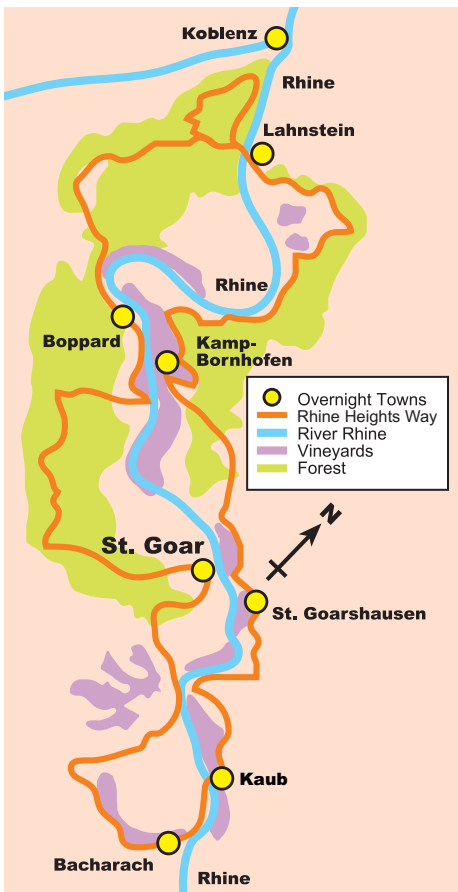 Koblenz
Rhine
Lahnstein
Rhine
Boppard
Kamp-
Bornhofen
Overnight Towns
Rhine Heights Way
River Rhine
Vineyards
Forest
N
St. Goar
St. Goarshausen
Kaub
Bacharach
Rhine